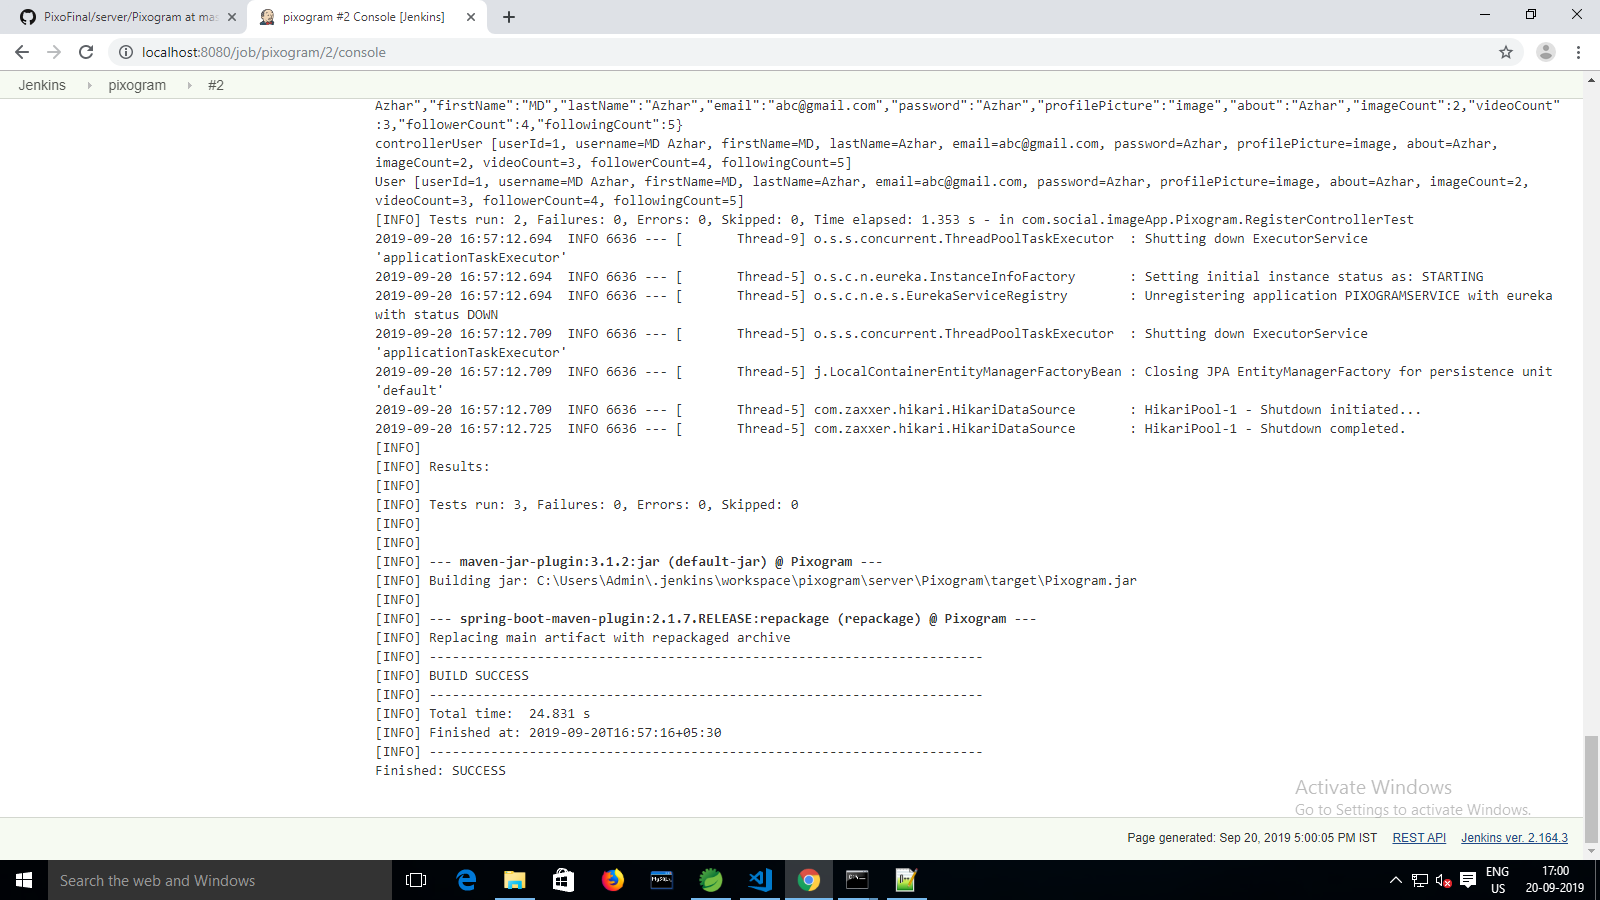 PixoFinal/server/Pixogram at mas
pixogram #2 Console [Jenkins]
localhost:8080/job/pixogram/2/console
Jenkins pixogram #2
Azhar","firstName":"MD","lastName":"Azhar","email":"abc@gmail.com","password":"Azhar","profilePicture":"image","about":"Azhar","imageCount":2,"videoCount"
:3,"followerCount":4,"followingCount":5}
controllerUser [userId=1, username=MD Azhar, firstName=MD, lastName=Azhar, email=abc@gmail.com, password=Azhar, profilePicture=image, about=Azhar,
imageCount=2, videoCount=3, followerCount=4, followingCount=5]
User [userId=1, username=MD Azhar, firstName=MD, lastName=Azhar, email=abc@gmail.com, password=Azhar, profilePicture=image, about=Azhar, imageCount=2,
videoCount=3, followerCount=4, followingCount=5]
[INFO] Tests run: 2, Failures: 0, Errors: 0, Skipped: 0, Time elapsed: 1.353 s - in com.social.imageApp.Pixogram.RegisterControllerTest
2019-09-20 16:57:12.694  INFO 6636 --- [       Thread-9] o.s.s.concurrent.ThreadPoolTaskExecutor  : Shutting down ExecutorService
'applicationTaskExecutor'
2019-09-20 16:57:12.694  INFO 6636 --- [       Thread-5] o.s.c.n.eureka.InstanceInfoFactory       : Setting initial instance status as: STARTING
2019-09-20 16:57:12.694  INFO 6636 --- [       Thread-5] o.s.c.n.e.s.EurekaServiceRegistry        : Unregistering application PIXOGRAMSERVICE with eureka
with status DOWN
2019-09-20 16:57:12.709  INFO 6636 --- [       Thread-5] o.s.s.concurrent.ThreadPoolTaskExecutor  : Shutting down ExecutorService
'applicationTaskExecutor'
2019-09-20 16:57:12.709  INFO 6636 --- [       Thread-5] j.LocalContainerEntityManagerFactoryBean : Closing JPA EntityManagerFactory for persistence unit
'default'
2019-09-20 16:57:12.709  INFO 6636 --- [       Thread-5] com.zaxxer.hikari.HikariDataSource       : HikariPool-1 - Shutdown initiated...
2019-09-20 16:57:12.725  INFO 6636 --- [       Thread-5] com.zaxxer.hikari.HikariDataSource       : HikariPool-1 - Shutdown completed.
[INFO]
[INFO] Results:
[INFO]
[INFO] Tests run: 3, Failures: 0, Errors: 0, Skipped: 0
[INFO]
[INFO]
[INFO] --- maven-jar-plugin:3.1.2:jar (default-jar) @ Pixogram ---
[INFO] Building jar: C:\Users\Admin\.jenkins\workspace\pixogram\server\Pixogram\target\Pixogram.jar
[INFO]
[INFO] --- spring-boot-maven-plugin:2.1.7.RELEASE:repackage (repackage) @ Pixogram ---
[INFO] Replacing main artifact with repackaged archive
[INFO] ------------------------------------------------------------------------
[INFO] BUILD SUCCESS
[INFO] ------------------------------------------------------------------------
[INFO] Total time:  24.831 s
[INFO] Finished at: 2019-09-20T16:57:16+05:30
[INFO] ------------------------------------------------------------------------
Finished: SUCCESS
Activate Windows
Go to Settings to activate Windows.
Page generated: Sep 20, 2019 5:00:05 PM IST REST API Jenkins ver. 2.164.3
Search the web and Windows
MySQL
ENG
US
17:00
20-09-2019